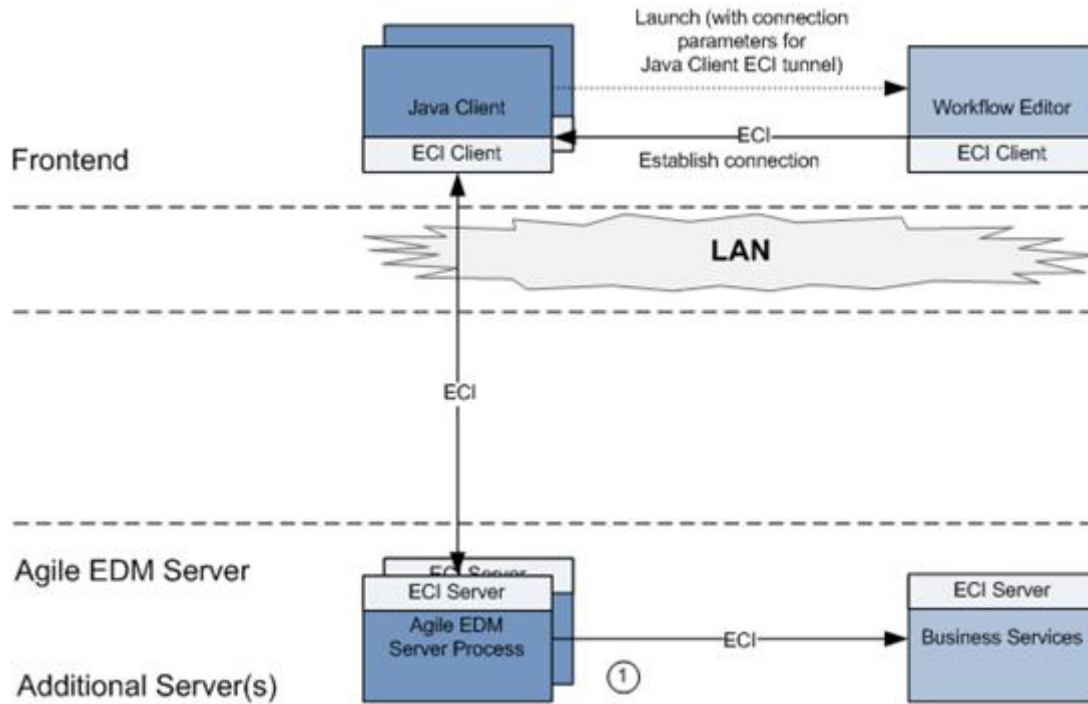 Launch (with connection
parameters for
Java Client ECI tunnel)
Java Client
Workflow Editor
ECI
ECI Client
Establish connection
ECI Client
Frontend
LAN
ECI
Agile EDM Server
ECI Server
ECI Server
ECI Server
Agile EDM
Server Process
ECI
Business Services
1
Additional Server(s)